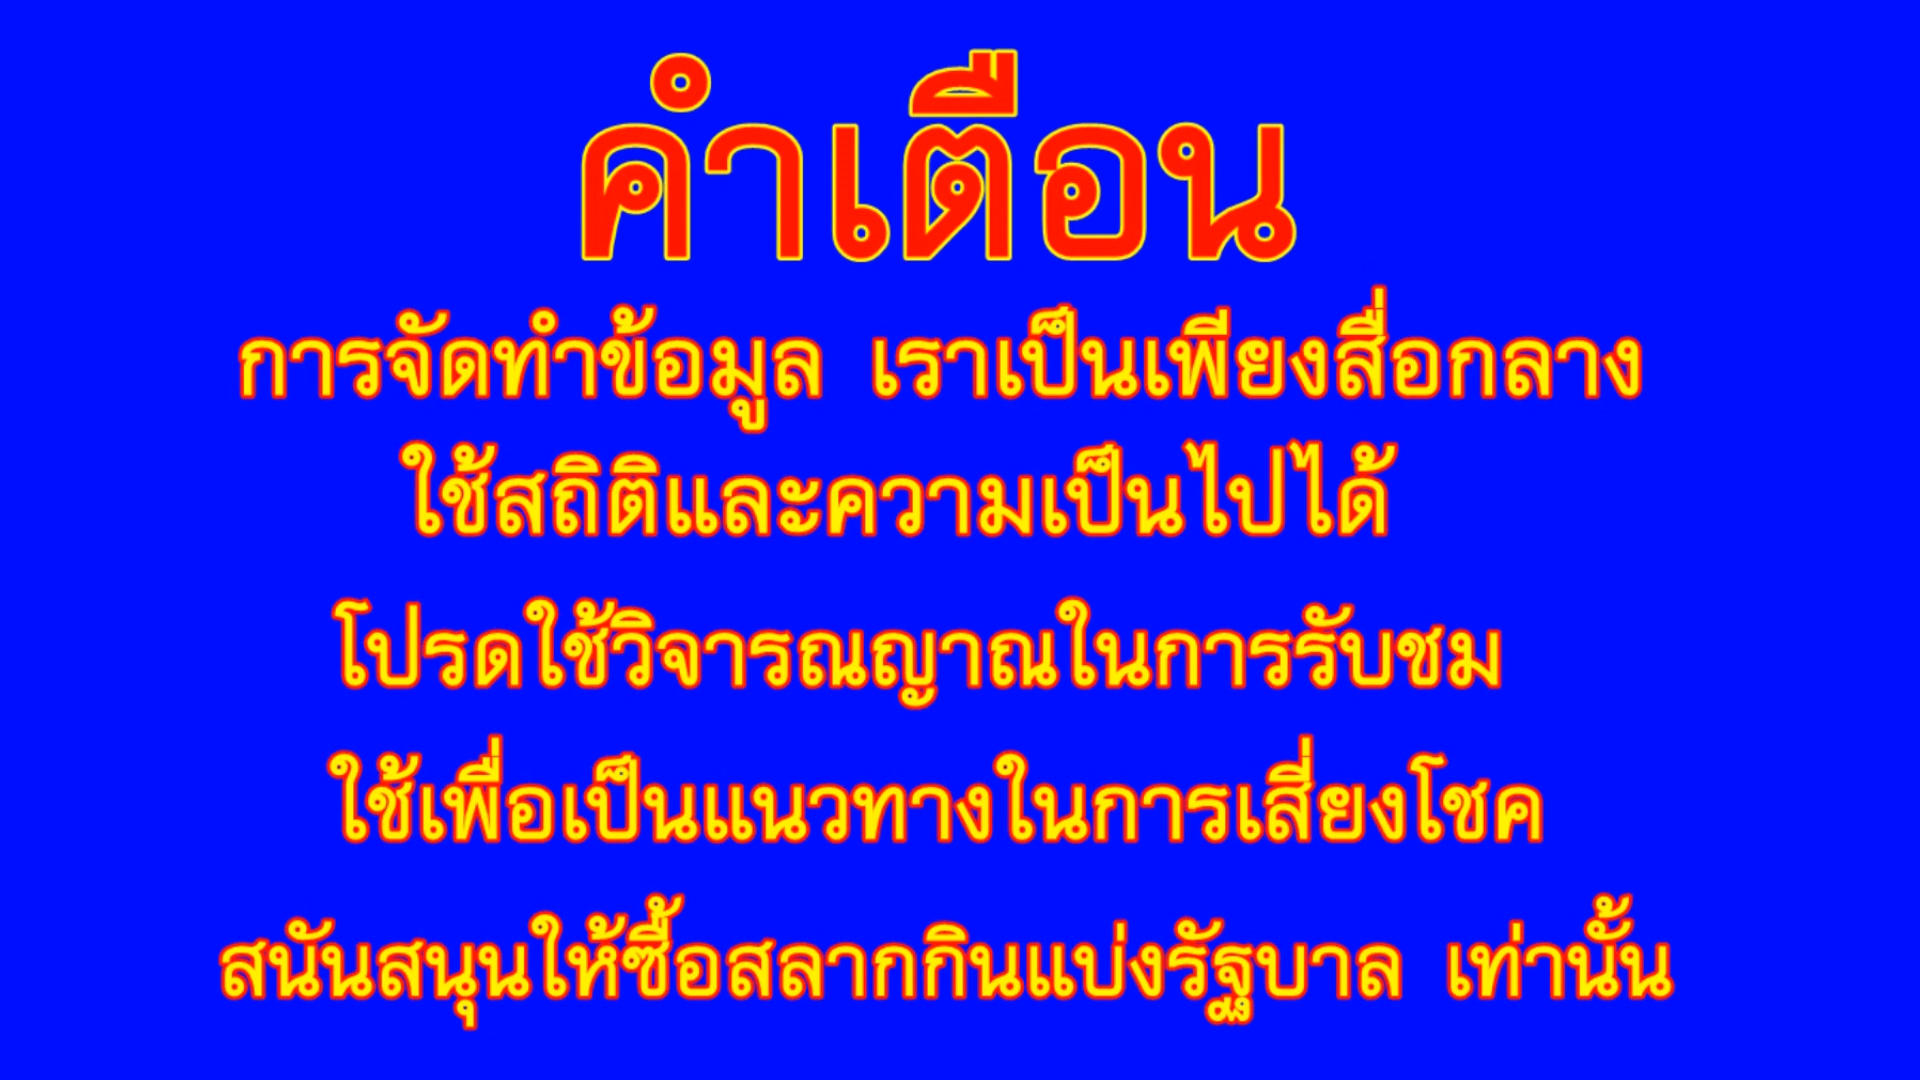 คำเตือน
การจัดทำข้อมูล เราเป็นเพียงสื่อกลาง
ใช้สถิติและความเป็นไปได้
โปรดใช้วิจารณญาณในการรับชม
ใช้เพื่อเป็นแนวทางในการเสี่ยงโชค
สนันสนุนให้ซื้อสลากกินแบ่งรัฐบาล เท่านั้น